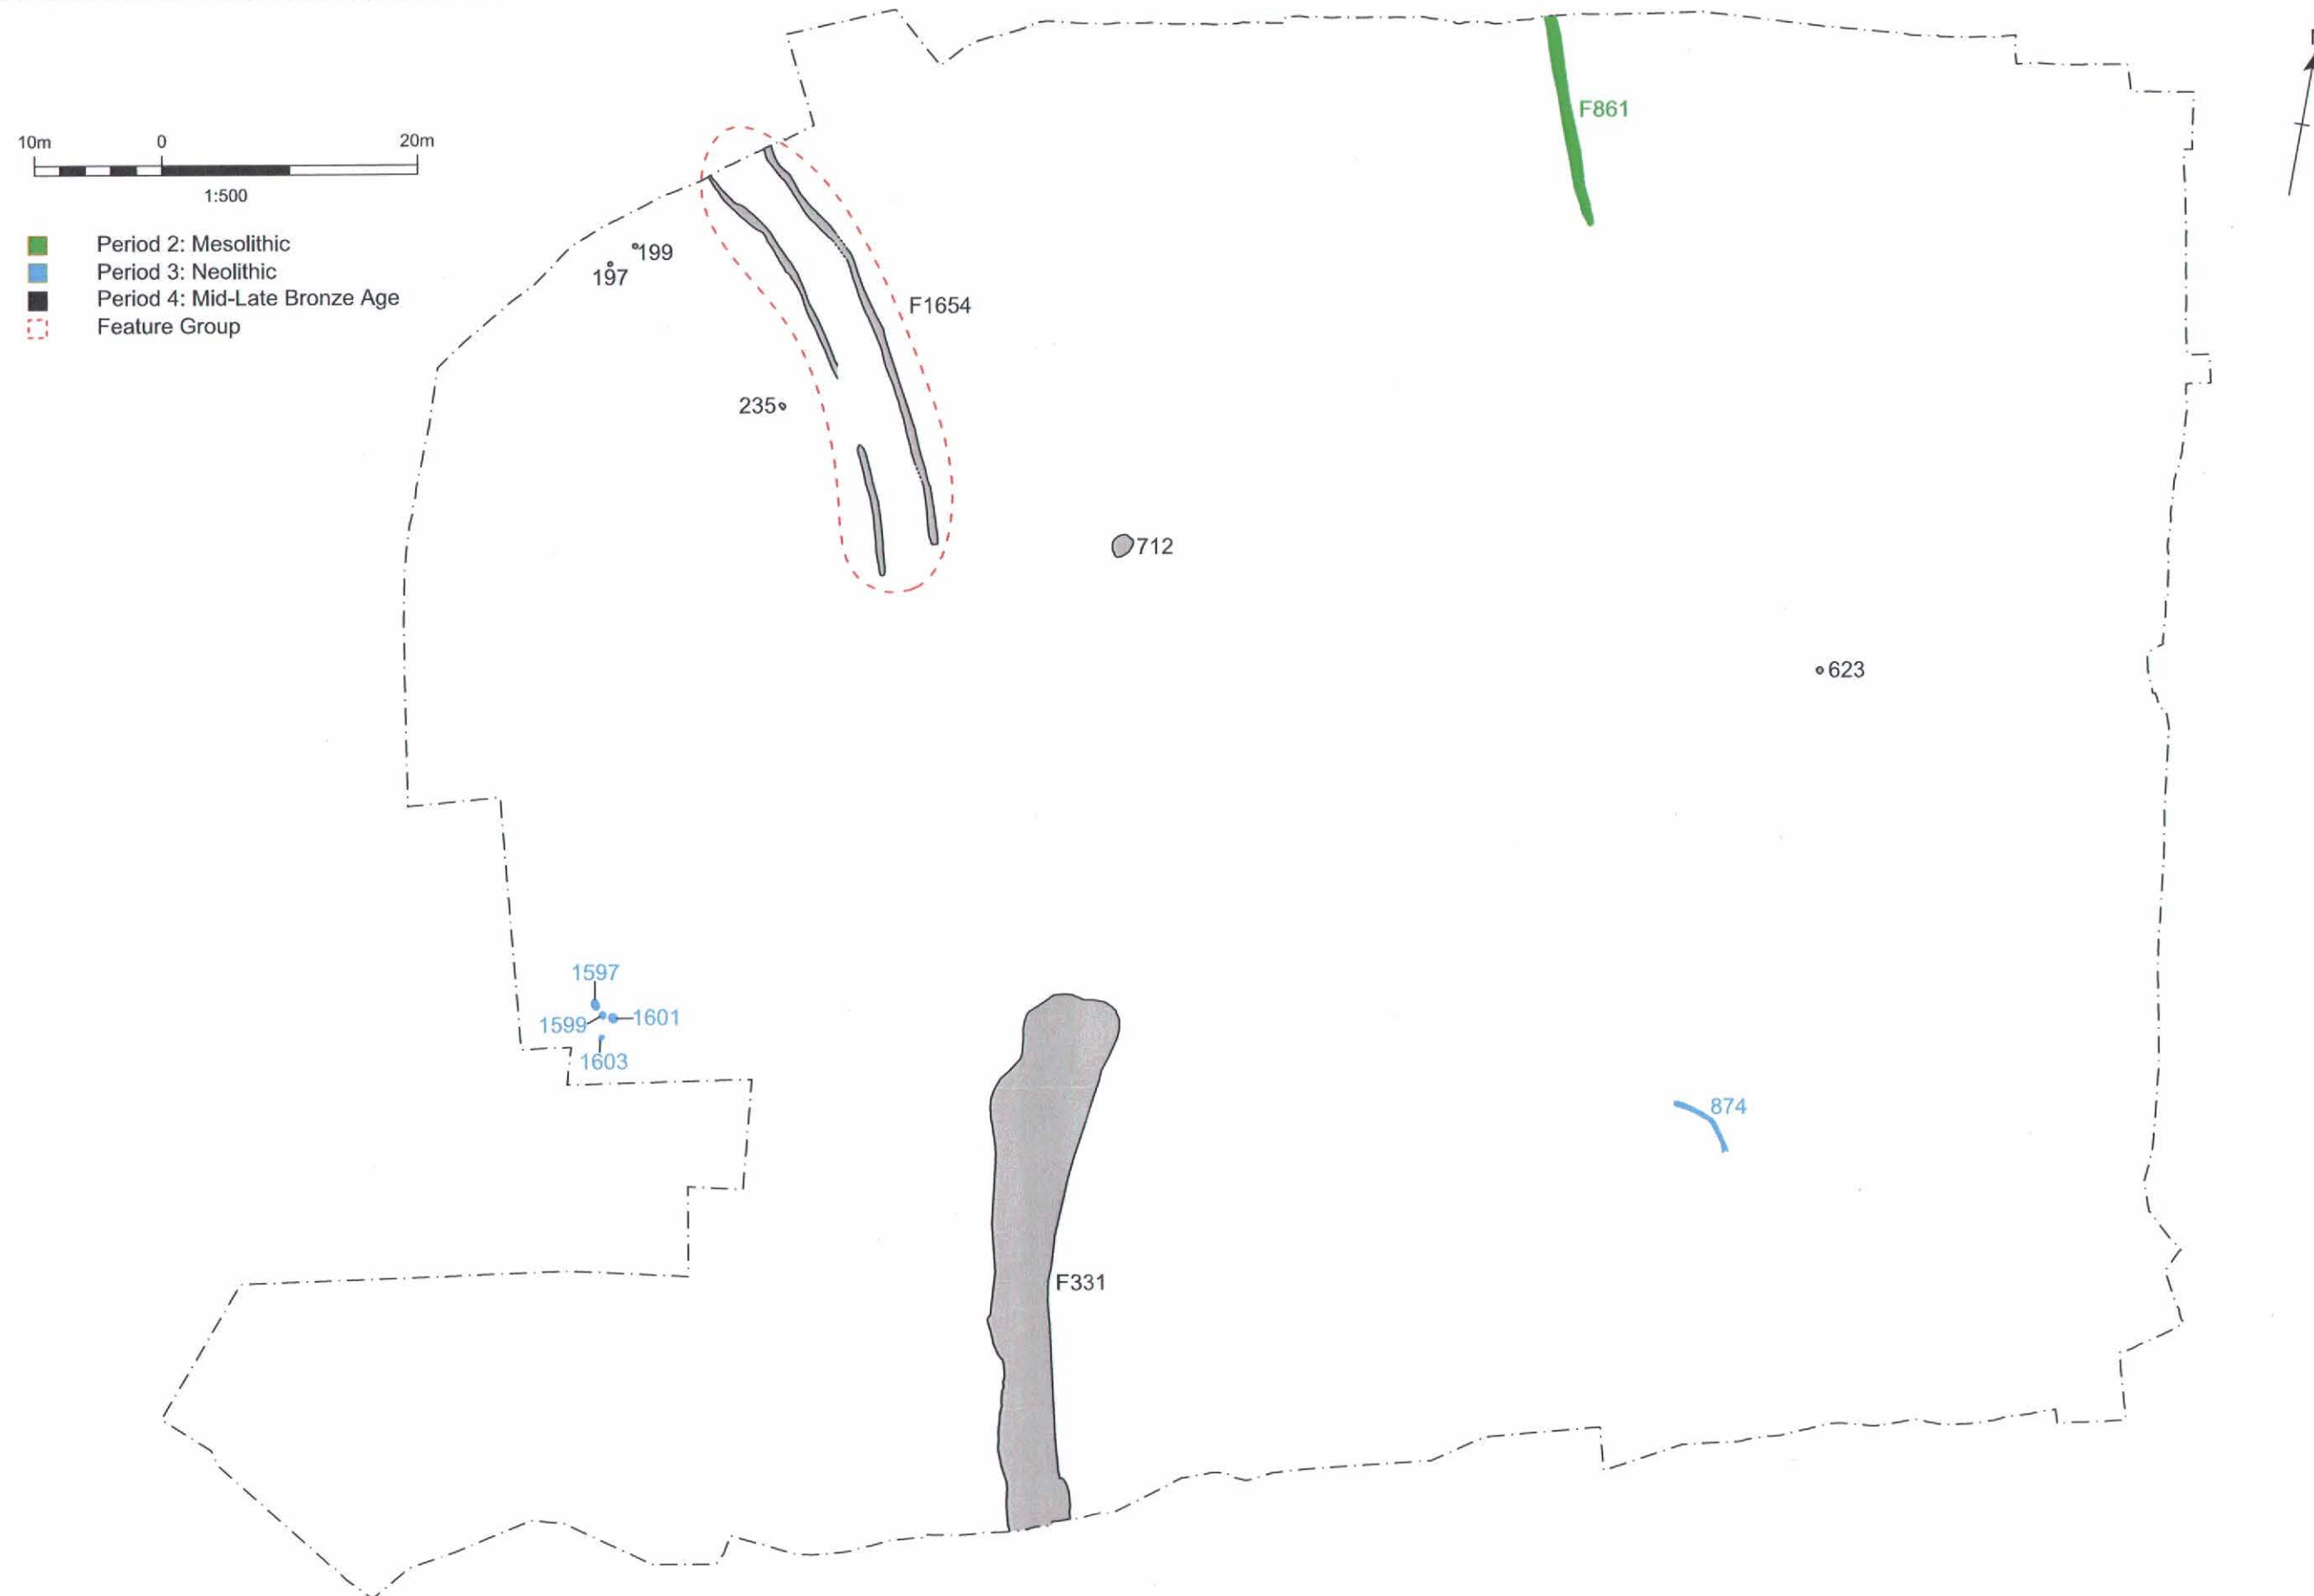 10m 0 20m
1:500
Period 2: Mesolithic
Period 3: Neolithic
Period 4: Mid-Late Bronze Age
Feature Group
F861
199
197
F1654
235
712
623
1597
1599
1601
1603
874
F331